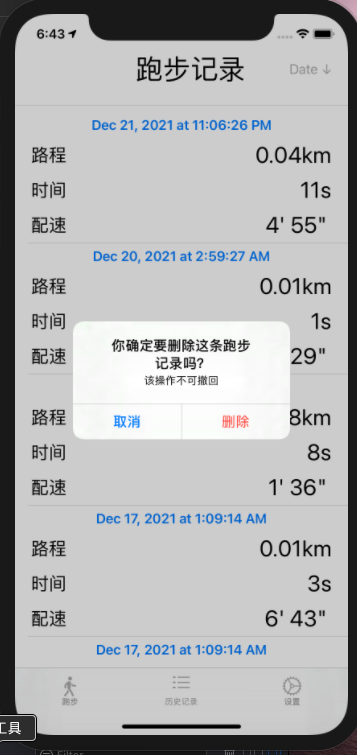 6:43
跑步记录
Date ↓
Dec 21, 2021 at 11:06:26 PM
路程 0.04km
时间 11s
配速 4' 55"
Dec 20, 2021 at 2:59:27 AM
路程 0.01km
时间 1s
配速 29"
你确定要删除这条跑步
记录吗?
该操作不可撤回
取消 删除
8km
时间 8s
配速 1' 36"
Dec 17, 2021 at 1:09:14 AM
路程 0.01km
时间 3s
配速 6' 43"
Dec 17, 2021 at 1:09:14 AM
跑步 历史记录 设置
工具